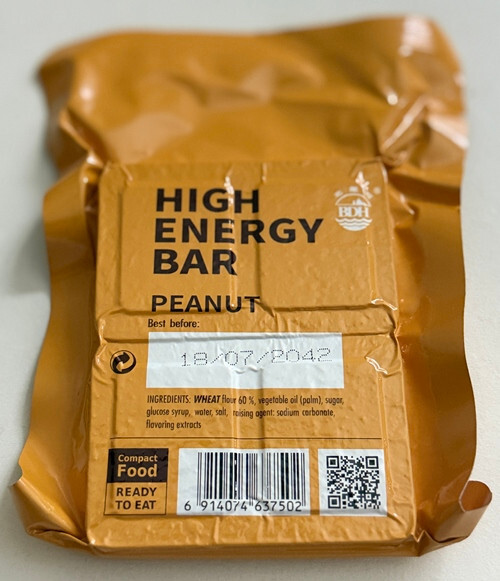 HIGH
ENERGY
BAR
BDH
PEANUT
Best before:
18/07/2042
INGREDIENTS: WHEAT flour 60 %, vegetable oil (palm), sugar,
glucose syrup, water, salt, raising agent: sodium carbonate,
flavoring extracts
Compact
Food
READY
TO EAT
6 914074 637502